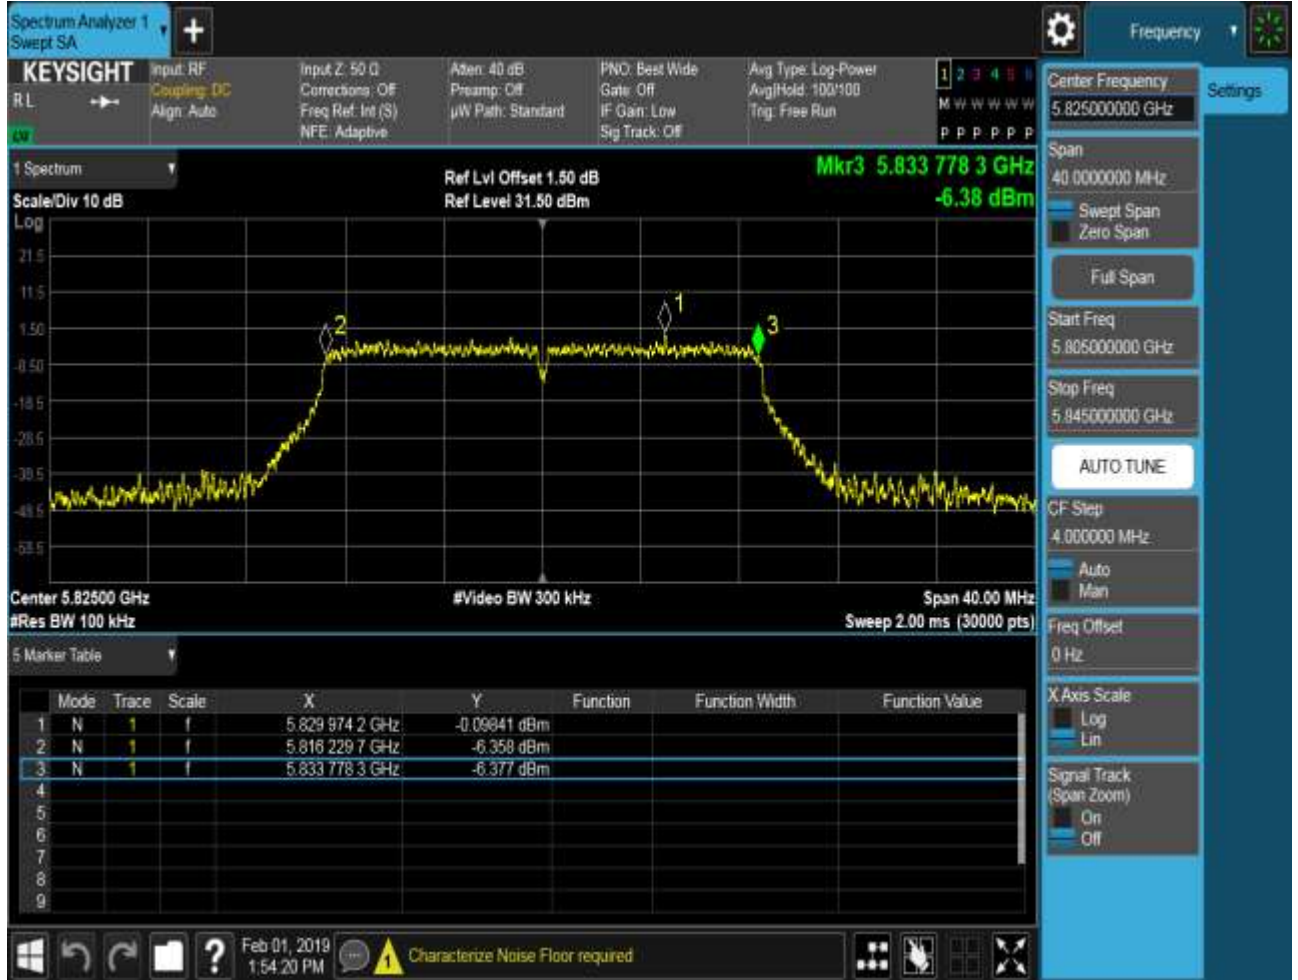 Spectrum Analyzer 1
Swept SA
+
Frequency
KEYSIGHT
RL
Input: RF
Coupling: DC
Align: Auto
Input Z: 50 Ω
Corrections: Off
Freq Ref: Int (S)
NFE: Adaptive
Atten: 40 dB
Preamp: Off
µW Path: Standard
PNO: Best Wide
Gate: Off
IF Gain: Low
Sig Track: Off
Avg Type: Log-Power
Avg|Hold: 100/100
Trig: Free Run
1 2 3 4 5 6
M W W W W W
P P P P P P
1 Spectrum
Scale/Div 10 dB
Ref Lvl Offset 1.50 dB
Ref Level 31.50 dBm
Mkr3 5.833 778 3 GHz
-6.38 dBm
Log
21.5
11.5
1.50
-8.50
-18.5
-28.5
-38.5
-48.5
-58.5
2
1
3
Center 5.82500 GHz
#Res BW 100 kHz
#Video BW 300 kHz
Span 40.00 MHz
Sweep 2.00 ms (30000 pts)
5 Marker Table
Mode Trace Scale X Y Function Function Width Function Value
1 N 1 f 5.829 974 2 GHz -0.09841 dBm
2 N 1 f 5.816 229 7 GHz -6.358 dBm
3 N 1 f 5.833 778 3 GHz -6.377 dBm
4
5
6
7
8
9
Center Frequency
5.825000000 GHz
Settings
Span
40.0000000 MHz
Swept Span
Zero Span
Full Span
Start Freq
5.805000000 GHz
Stop Freq
5.845000000 GHz
AUTO TUNE
CF Step
4.000000 MHz
Auto
Man
Freq Offset
0 Hz
X Axis Scale
Log
Lin
Signal Track
(Span Zoom)
On
Off
?
Feb 01, 2019
1:54:20 PM
1
Characterize Noise Floor required